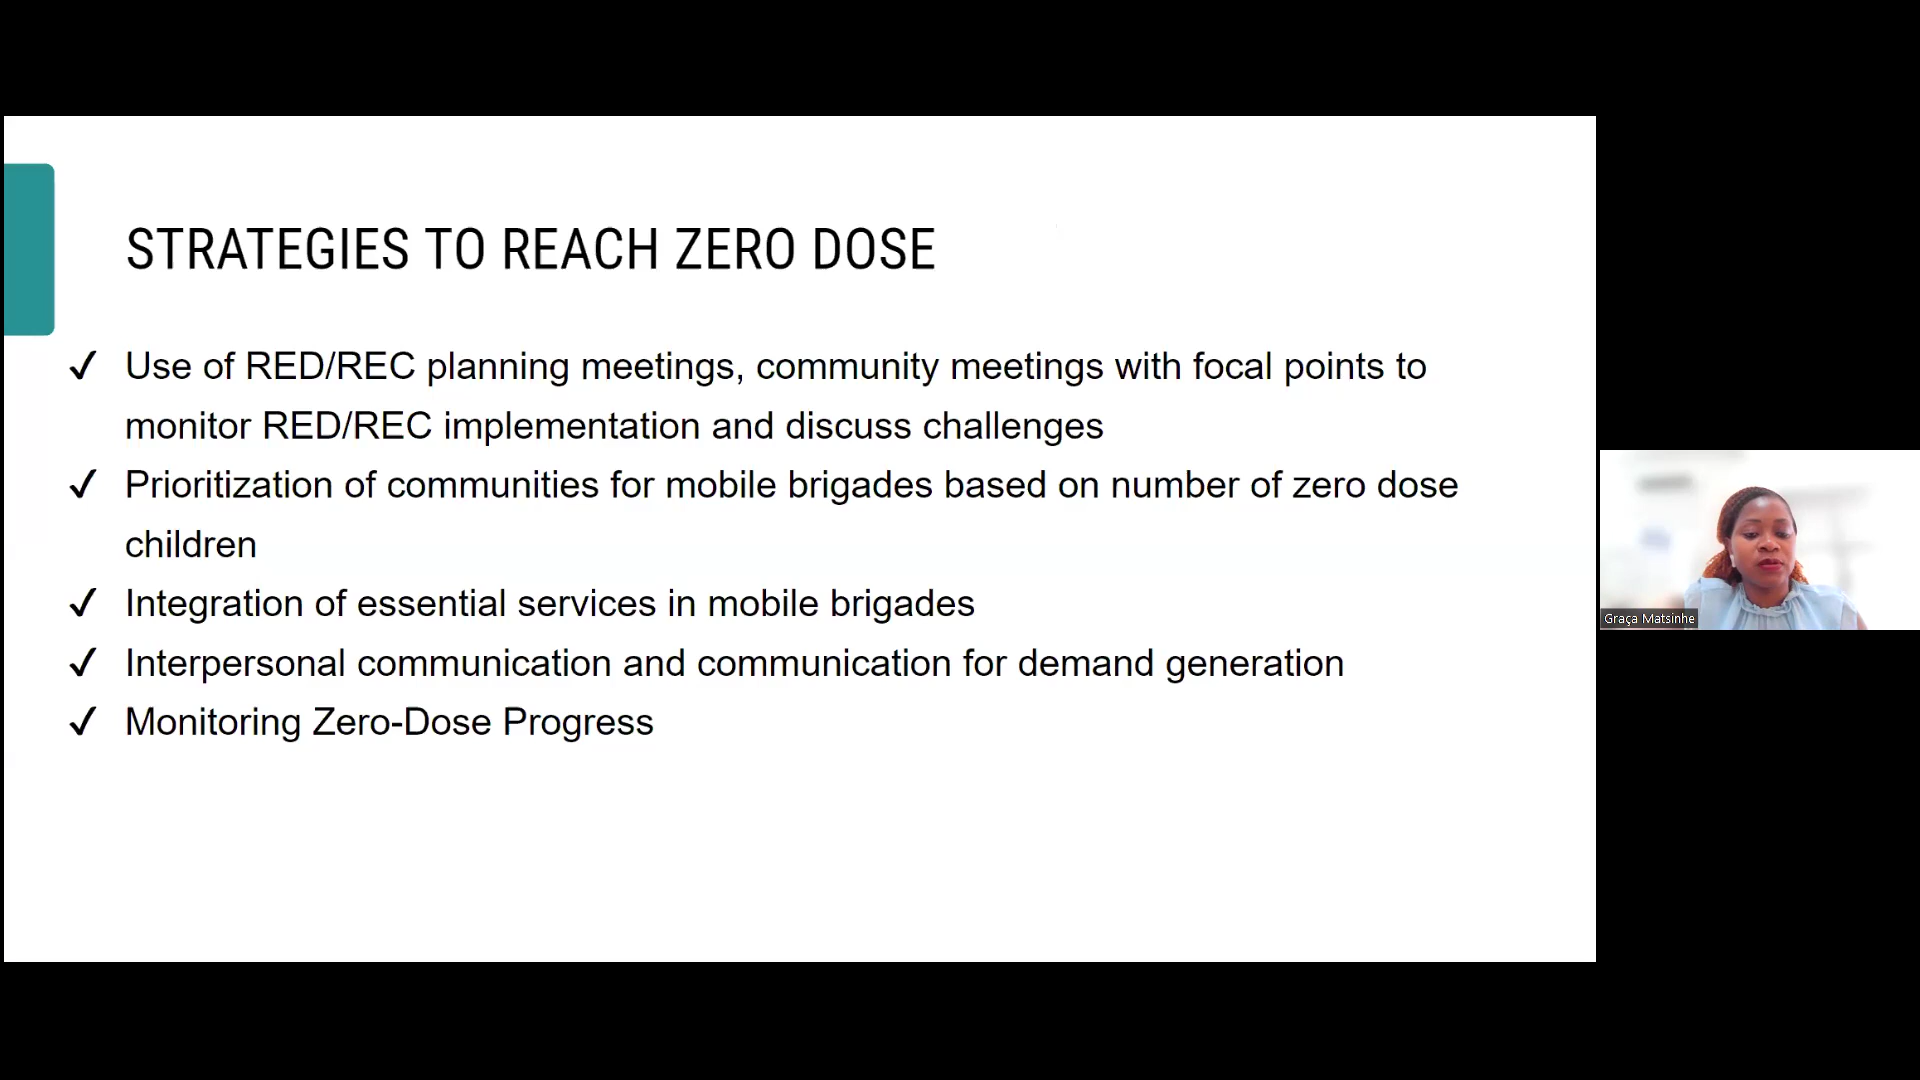 STRATEGIES TO REACH ZERO DOSE
✓ Use of RED/REC planning meetings, community meetings with focal points to
monitor RED/REC implementation and discuss challenges
✓ Prioritization of communities for mobile brigades based on number of zero dose
children
✓ Integration of essential services in mobile brigades
✓ Interpersonal communication and communication for demand generation
✓ Monitoring Zero-Dose Progress
Graça Matsinhe